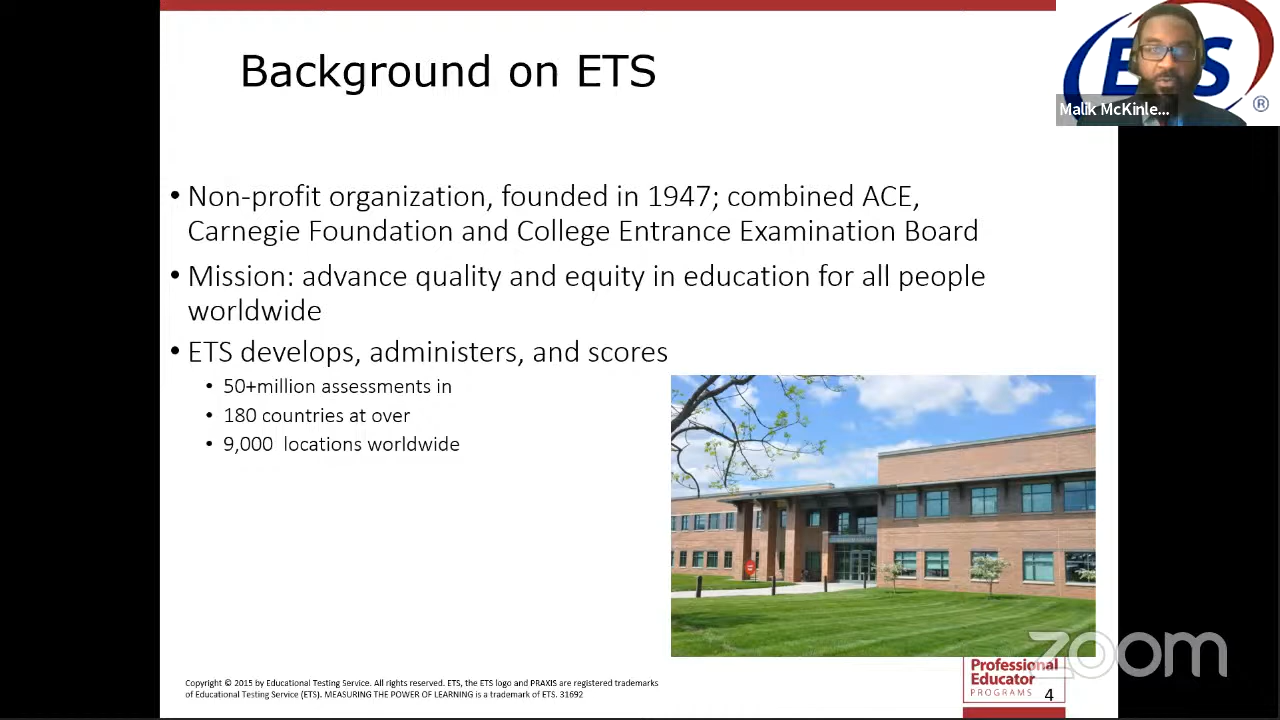 Background on ETS
ETS
®
Malik McKinle...
• Non-profit organization, founded in 1947; combined ACE,
Carnegie Foundation and College Entrance Examination Board
• Mission: advance quality and equity in education for all people
worldwide
• ETS develops, administers, and scores
• 50+million assessments in
• 180 countries at over
• 9,000 locations worldwide
zoom
Professional
Educator
PROGRAMS 4
Copyright © 2015 by Educational Testing Service. All rights reserved. ETS, the ETS logo and PRAXIS are registered trademarks
of Educational Testing Service (ETS). MEASURING THE POWER OF LEARNING is a trademark of ETS. 31692